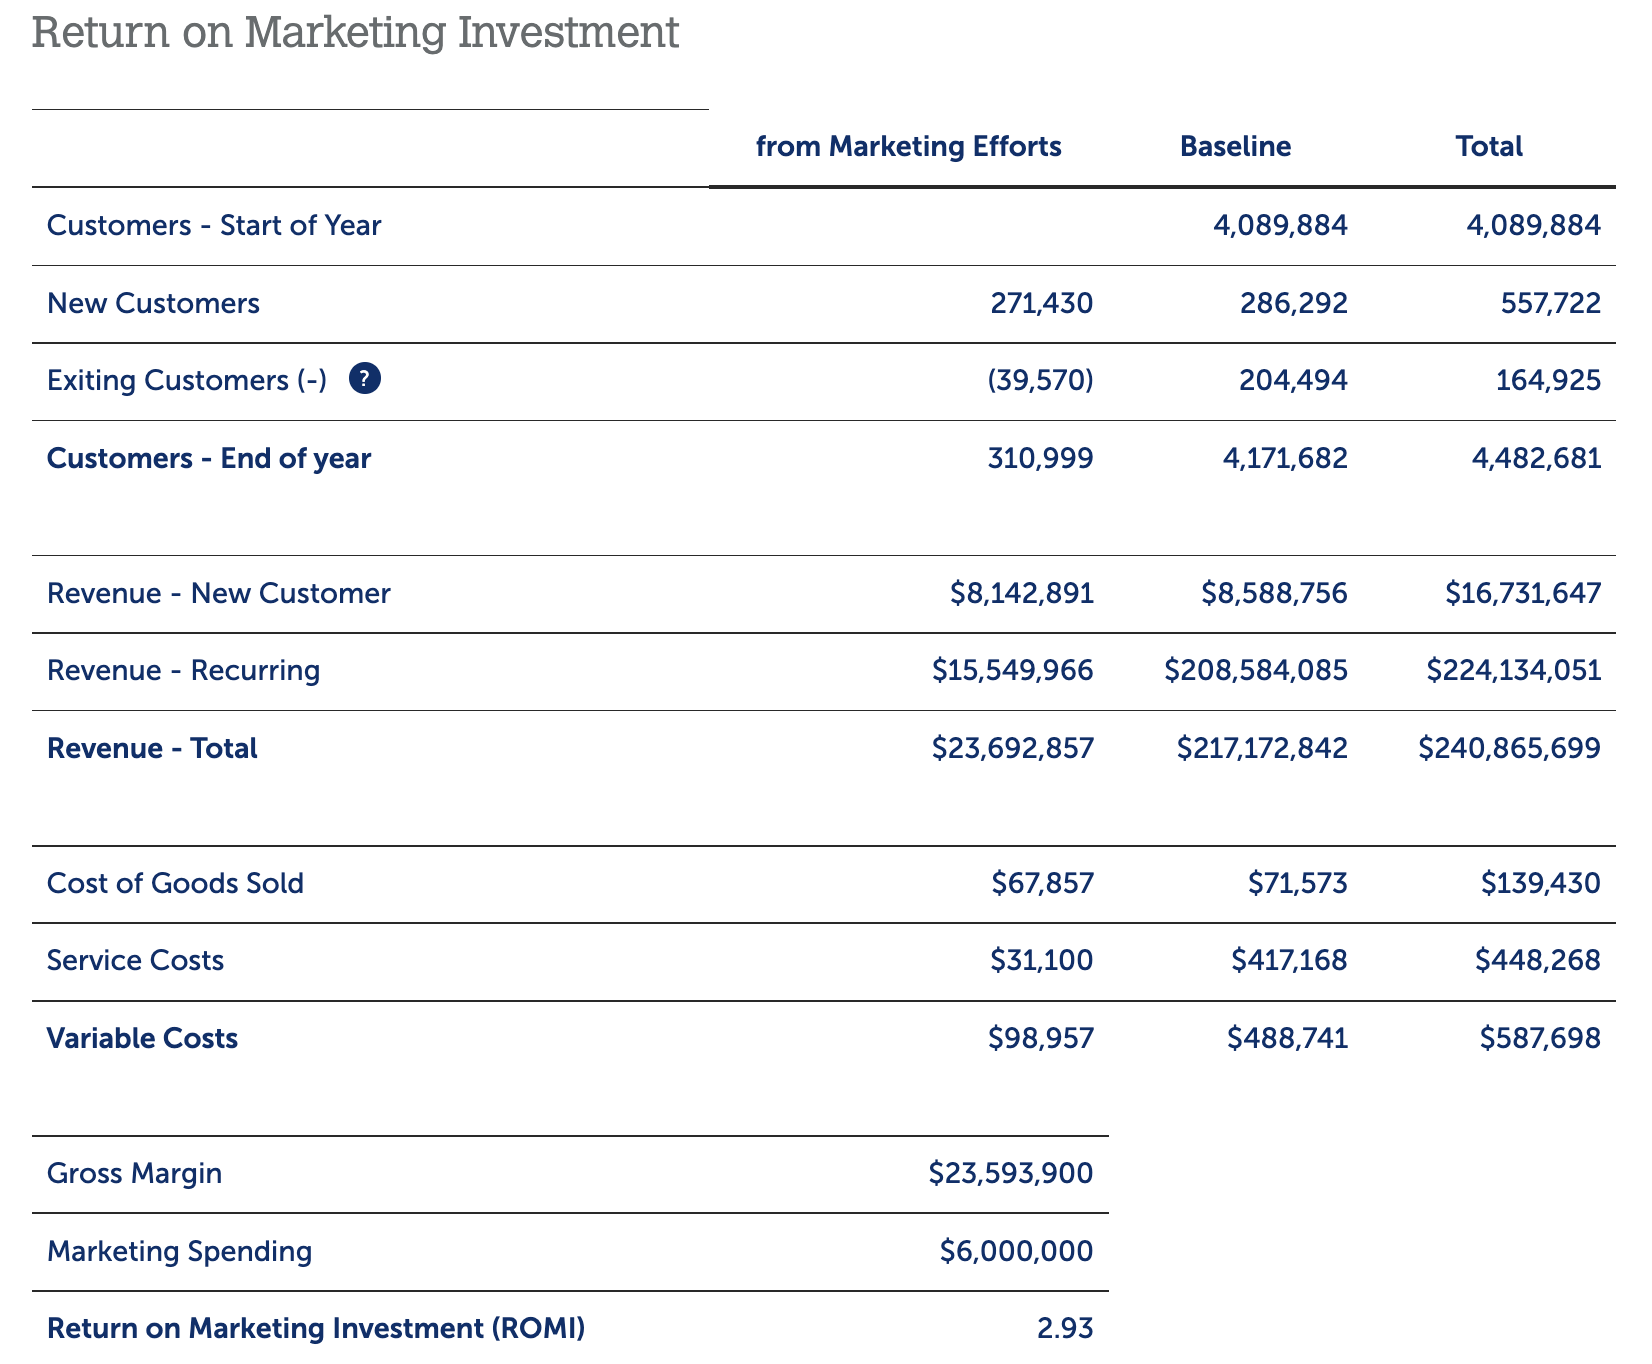 Return on Marketing Investment
from Marketing Efforts Baseline Total
Customers - Start of Year 4,089,884 4,089,884
New Customers 271,430 286,292 557,722
Exiting Customers (-) ? (39,570) 204,494 164,925
Customers - End of year 310,999 4,171,682 4,482,681
Revenue - New Customer $8,142,891 $8,588,756 $16,731,647
Revenue - Recurring $15,549,966 $208,584,085 $224,134,051
Revenue - Total $23,692,857 $217,172,842 $240,865,699
Cost of Goods Sold $67,857 $71,573 $139,430
Service Costs $31,100 $417,168 $448,268
Variable Costs $98,957 $488,741 $587,698
Gross Margin $23,593,900
Marketing Spending $6,000,000
Return on Marketing Investment (ROMI) 2.93